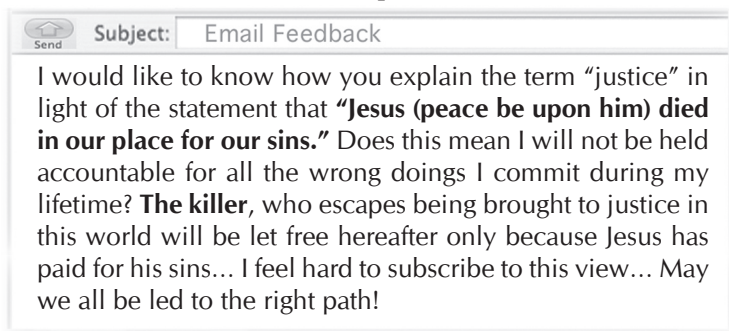 Send Subject: Email Feedback
I would like to know how you explain the term “justice” in
light of the statement that “Jesus (peace be upon him) died
in our place for our sins.” Does this mean I will not be held
accountable for all the wrong doings I commit during my
lifetime? The killer, who escapes being brought to justice in
this world will be let free hereafter only because Jesus has
paid for his sins… I feel hard to subscribe to this view… May
we all be led to the right path!